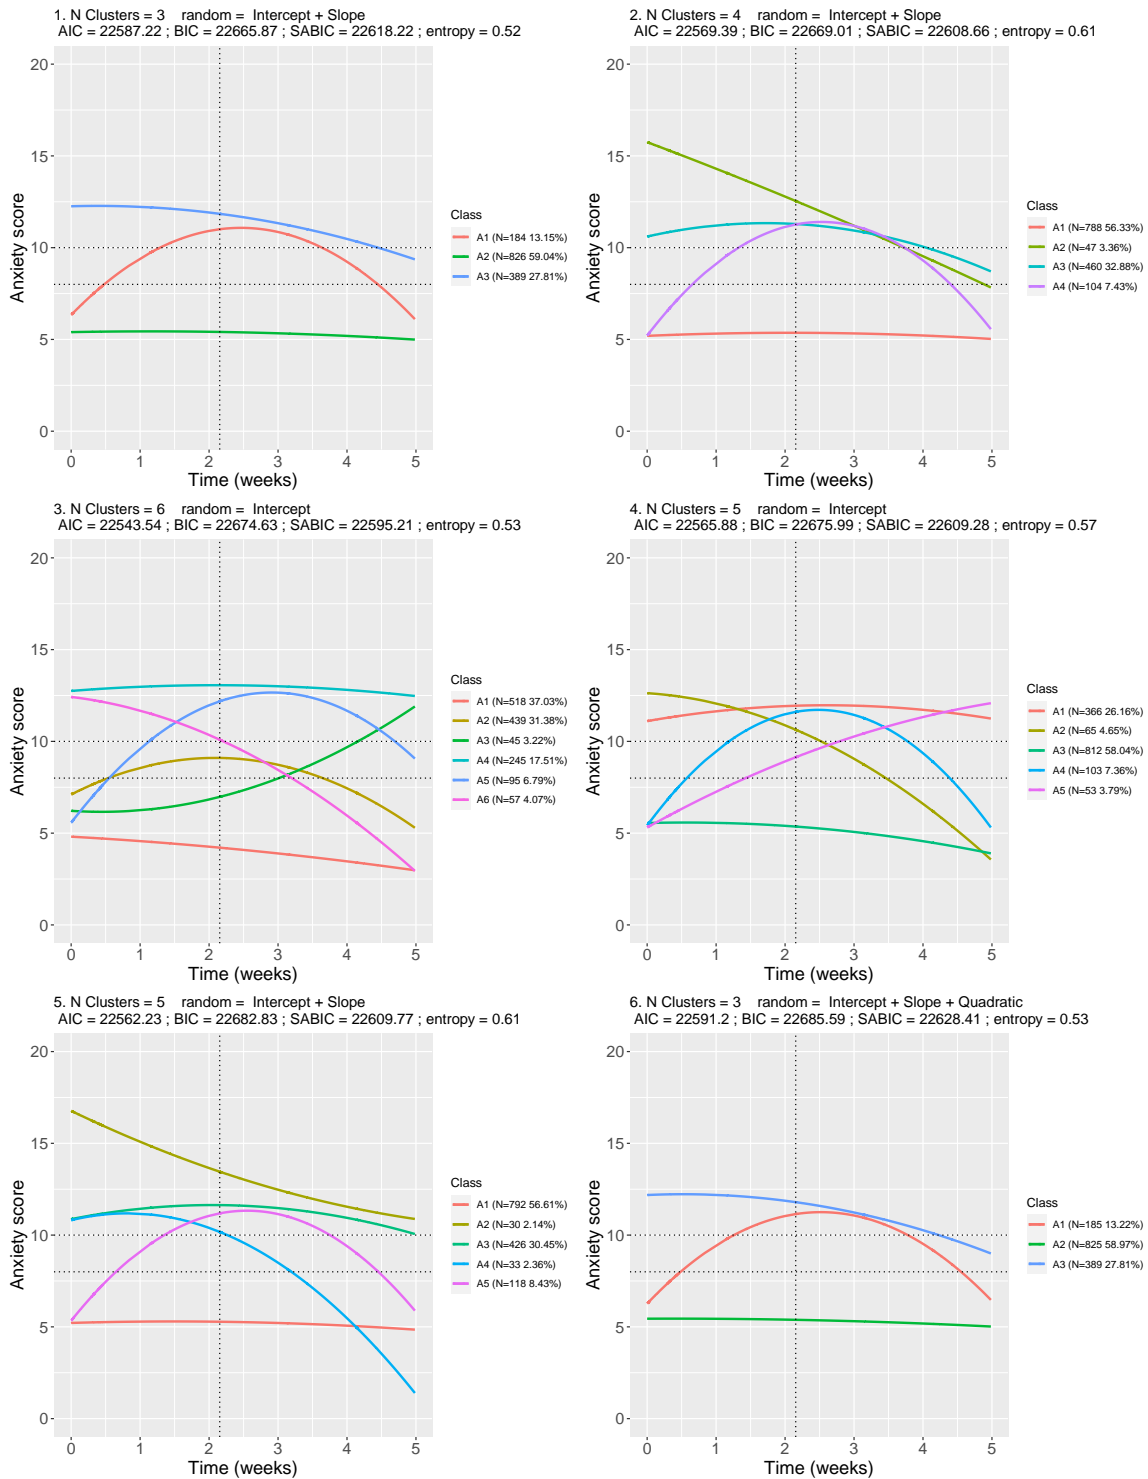 1. N Clusters = 3 random = Intercept + Slope
AIC = 22587.22 ; BIC = 22665.87 ; SABIC = 22618.22 ; entropy = 0.52
20
15
10
5
0
Anxiety score
0 1 2 3 4 5
Time (weeks)
Class
A1 (N=184 13.15%)
A2 (N=826 59.04%)
A3 (N=389 27.81%)
2. N Clusters = 4 random = Intercept + Slope
AIC = 22569.39 ; BIC = 22669.01 ; SABIC = 22608.66 ; entropy = 0.61
20
15
10
5
0
Anxiety score
0 1 2 3 4 5
Time (weeks)
Class
A1 (N=788 56.33%)
A2 (N=47 3.36%)
A3 (N=460 32.88%)
A4 (N=104 7.43%)
3. N Clusters = 6 random = Intercept
AIC = 22543.54 ; BIC = 22674.63 ; SABIC = 22595.21 ; entropy = 0.53
20
15
10
5
0
Anxiety score
0 1 2 3 4 5
Time (weeks)
Class
A1 (N=518 37.03%)
A2 (N=439 31.38%)
A3 (N=45 3.22%)
A4 (N=245 17.51%)
A5 (N=95 6.79%)
A6 (N=57 4.07%)
4. N Clusters = 5 random = Intercept
AIC = 22565.88 ; BIC = 22675.99 ; SABIC = 22609.28 ; entropy = 0.57
20
15
10
5
0
Anxiety score
0 1 2 3 4 5
Time (weeks)
Class
A1 (N=366 26.16%)
A2 (N=65 4.65%)
A3 (N=812 58.04%)
A4 (N=103 7.36%)
A5 (N=53 3.79%)
5. N Clusters = 5 random = Intercept + Slope
AIC = 22562.23 ; BIC = 22682.83 ; SABIC = 22609.77 ; entropy = 0.61
20
15
10
5
0
Anxiety score
0 1 2 3 4 5
Time (weeks)
Class
A1 (N=792 56.61%)
A2 (N=30 2.14%)
A3 (N=426 30.45%)
A4 (N=33 2.36%)
A5 (N=118 8.43%)
6. N Clusters = 3 random = Intercept + Slope + Quadratic
AIC = 22591.2 ; BIC = 22685.59 ; SABIC = 22628.41 ; entropy = 0.53
20
15
10
5
0
Anxiety score
0 1 2 3 4 5
Time (weeks)
Class
A1 (N=185 13.22%)
A2 (N=825 58.97%)
A3 (N=389 27.81%)